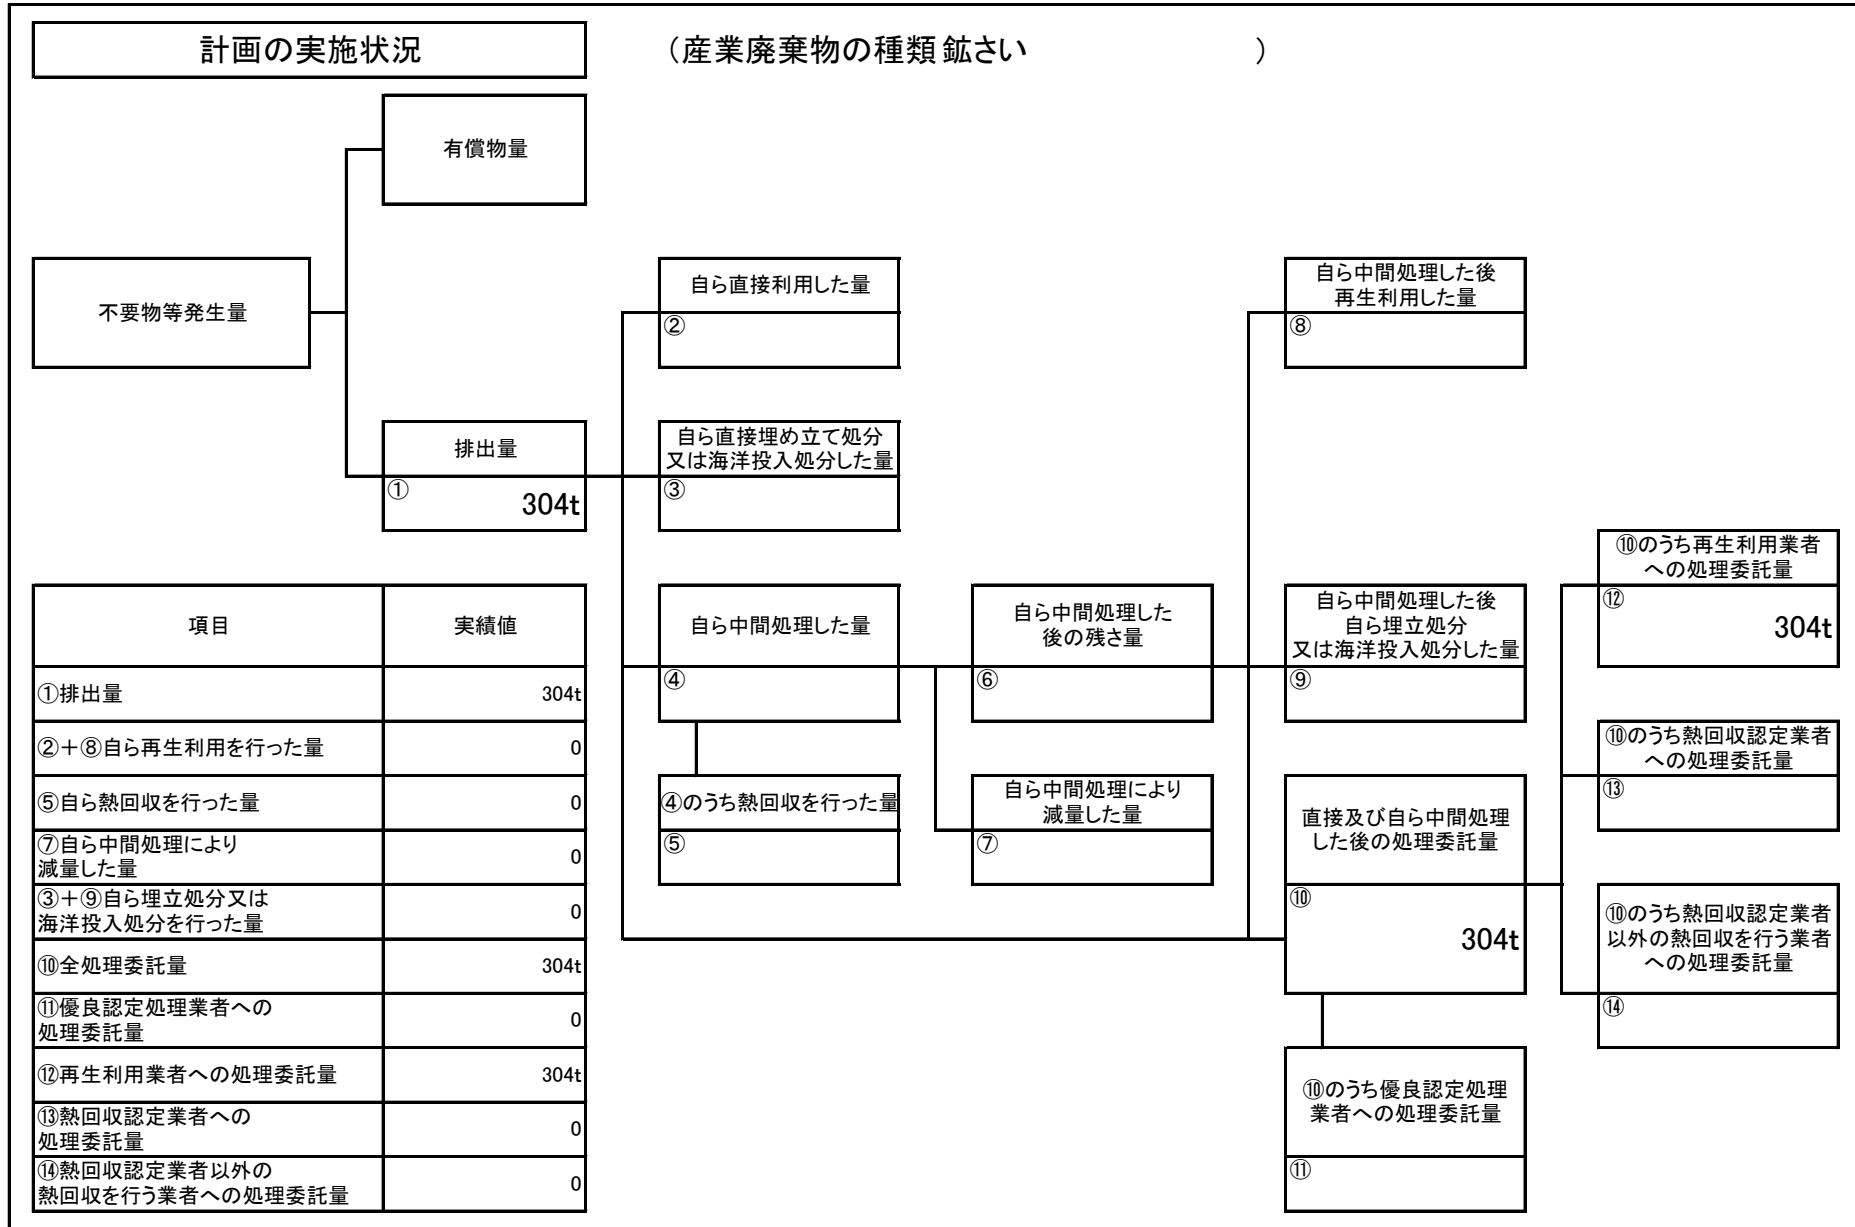 計画の実施状況
（産業廃棄物の種類 鉱さい ）
有償物量
不要物等発生量
自ら直接利用した量
②
自ら中間処理した後
再生利用した量
⑧
排出量
① 304t
自ら直接埋め立て処分
又は海洋投入処分した量
③
⑩のうち再生利用業者
への処理委託量
⑫ 304t
自ら中間処理した量
④
自ら中間処理した
後の残さ量
⑥
自ら中間処理した後
自ら埋立処分
又は海洋投入処分した量
⑨
⑩のうち熱回収認定業者
への処理委託量
⑬
④のうち熱回収を行った量
⑤
自ら中間処理により
減量した量
⑦
直接及び自ら中間処理
した後の処理委託量
⑩ 304t
⑩のうち熱回収認定業者
以外の熱回収を行う業者
への処理委託量
⑭
⑩のうち優良認定処理
業者への処理委託量
⑪
項目 実績値
①排出量 304t
②＋⑧自ら再生利用を行った量 0
⑤自ら熱回収を行った量 0
⑦自ら中間処理により
減量した量 0
③＋⑨自ら埋立処分又は
海洋投入処分を行った量 0
⑩全処理委託量 304t
⑪優良認定処理業者への
処理委託量 0
⑫再生利用業者への処理委託量 304t
⑬熱回収認定業者への
処理委託量 0
⑭熱回収認定業者以外の
熱回収を行う業者への処理委託量 0